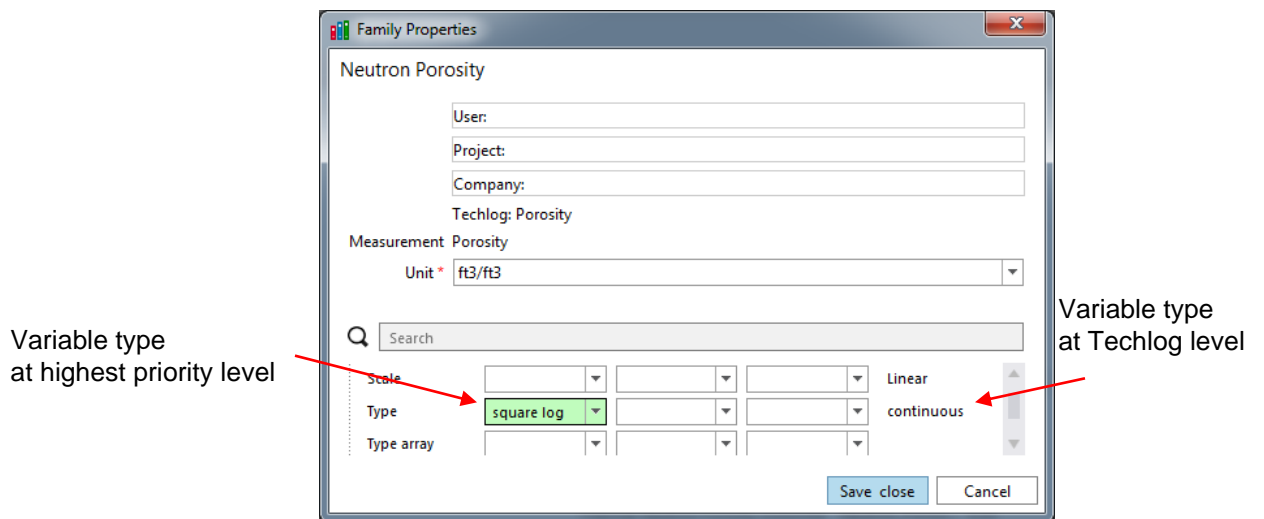 Family Properties
Neutron Porosity
User:
Project:
Company:
Techlog: Porosity
Measurement Porosity
Unit * ft3/ft3
Search
Scale Linear
Type square log continuous
Type array
Save close Cancel
Variable type
at highest priority level
Variable type
at Techlog level